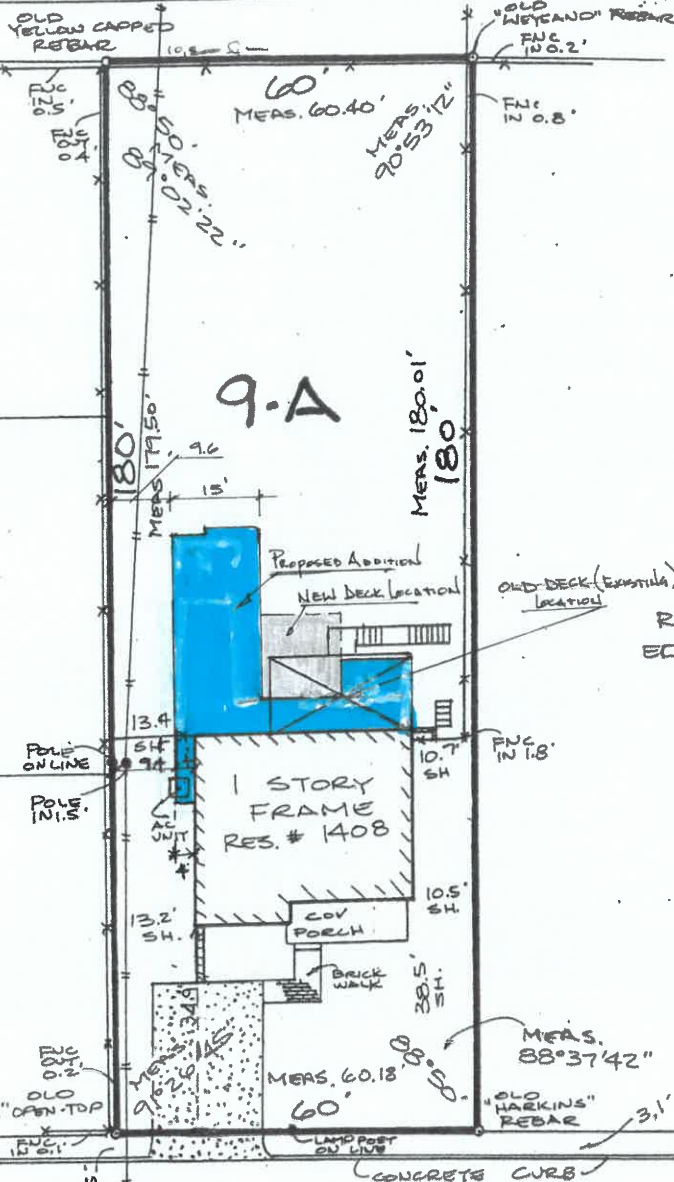 OLD
YELLOW CAPPED
REBAR
"OLD
"WEYGAND" REBAR
FNC
IN 0.2'
60'
MEAS. 60.40'
FNC
IN 0.5'
FNC
OUT
0.4'
88°50'
MEAS.
89°02'22"
MEAS.
90°53'12"
FNC
IN 0.8'
9-A
180'
MEAS 179.50'
MEAS. 180.01'
180'
9.6
15'
PROPOSED ADDITION
NEW DECK LOCATION
OLD DECK (EXISTING)
LOCATION
R
EC
13.4
SH
9.4
POLE
ON LINE
POLE
IN 1.5'
AC
UNIT
4'
1 STORY
FRAME
RES. # 1408
10.7'
SH
FNC
IN 1.8'
13.2'
SH.
COV
PORCH
10.5'
SH.
BRICK
WALK
34.9'
38.5'
SH.
FNC
OUT
0.2'
OLD
"OPEN-TOP
MEAS.
MEAS. 60.18'
60'
88°50'
MEAS.
88°37'42"
"OLD
HARKINS"
REBAR
3.1'
FNC
IN 0.1'
LAMP POST
ON LINE
CONCRETE CURB